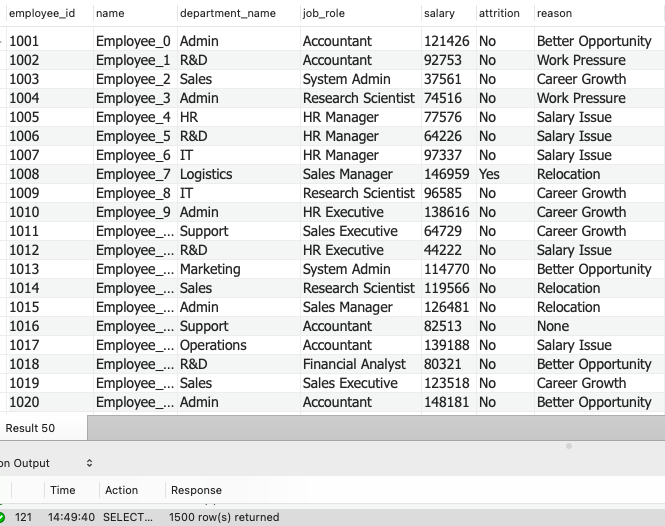 employee_id name department_name job_role salary attrition reason
1001 Employee_0 Admin Accountant 121426 No Better Opportunity
1002 Employee_1 R&D Accountant 92753 No Work Pressure
1003 Employee_2 Sales System Admin 37561 No Career Growth
1004 Employee_3 Admin Research Scientist 74516 No Work Pressure
1005 Employee_4 HR HR Manager 77576 No Salary Issue
1006 Employee_5 R&D HR Manager 64226 No Salary Issue
1007 Employee_6 IT HR Manager 97337 No Salary Issue
1008 Employee_7 Logistics Sales Manager 146959 Yes Relocation
1009 Employee_8 IT Research Scientist 96585 No Career Growth
1010 Employee_9 Admin HR Executive 138616 No Career Growth
1011 Employee_... Support Sales Executive 64729 No Career Growth
1012 Employee_... R&D HR Executive 44222 No Salary Issue
1013 Employee_... Marketing System Admin 114770 No Better Opportunity
1014 Employee_... Sales Research Scientist 119566 No Relocation
1015 Employee_... Admin Sales Manager 126481 No Relocation
1016 Employee_... Support Accountant 82513 No None
1017 Employee_... Operations Accountant 139188 No Salary Issue
1018 Employee_... R&D Financial Analyst 80321 No Better Opportunity
1019 Employee_... Sales Sales Executive 123518 No Career Growth
1020 Employee_... Admin Accountant 148181 No Better Opportunity
Result 50
on Output
Time Action Response
121 14:49:40 SELECT... 1500 row(s) returned